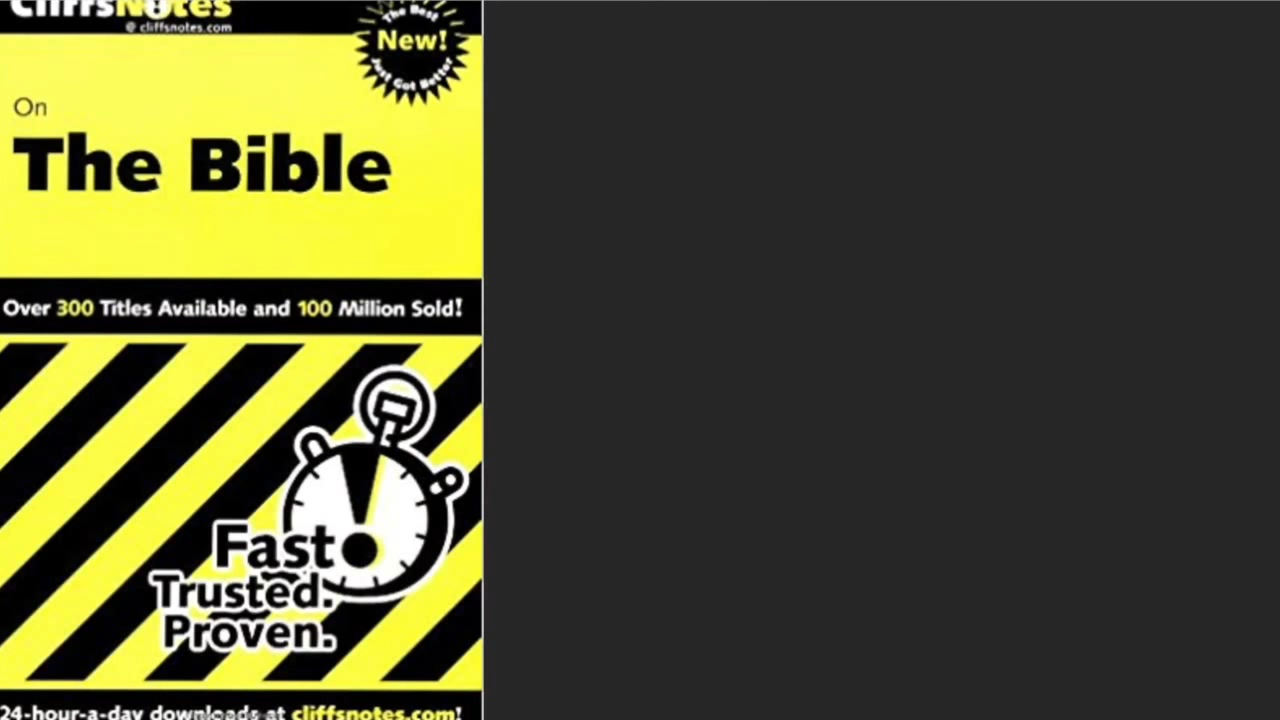 CliffsNotes
@ cliffsnotes.com
The Best
New!
Just Got Better
On
The Bible
Over 300 Titles Available and 100 Million Sold!
Fast
Trusted.
Proven.
24-hour-a-day downloads at cliffsnotes.com!